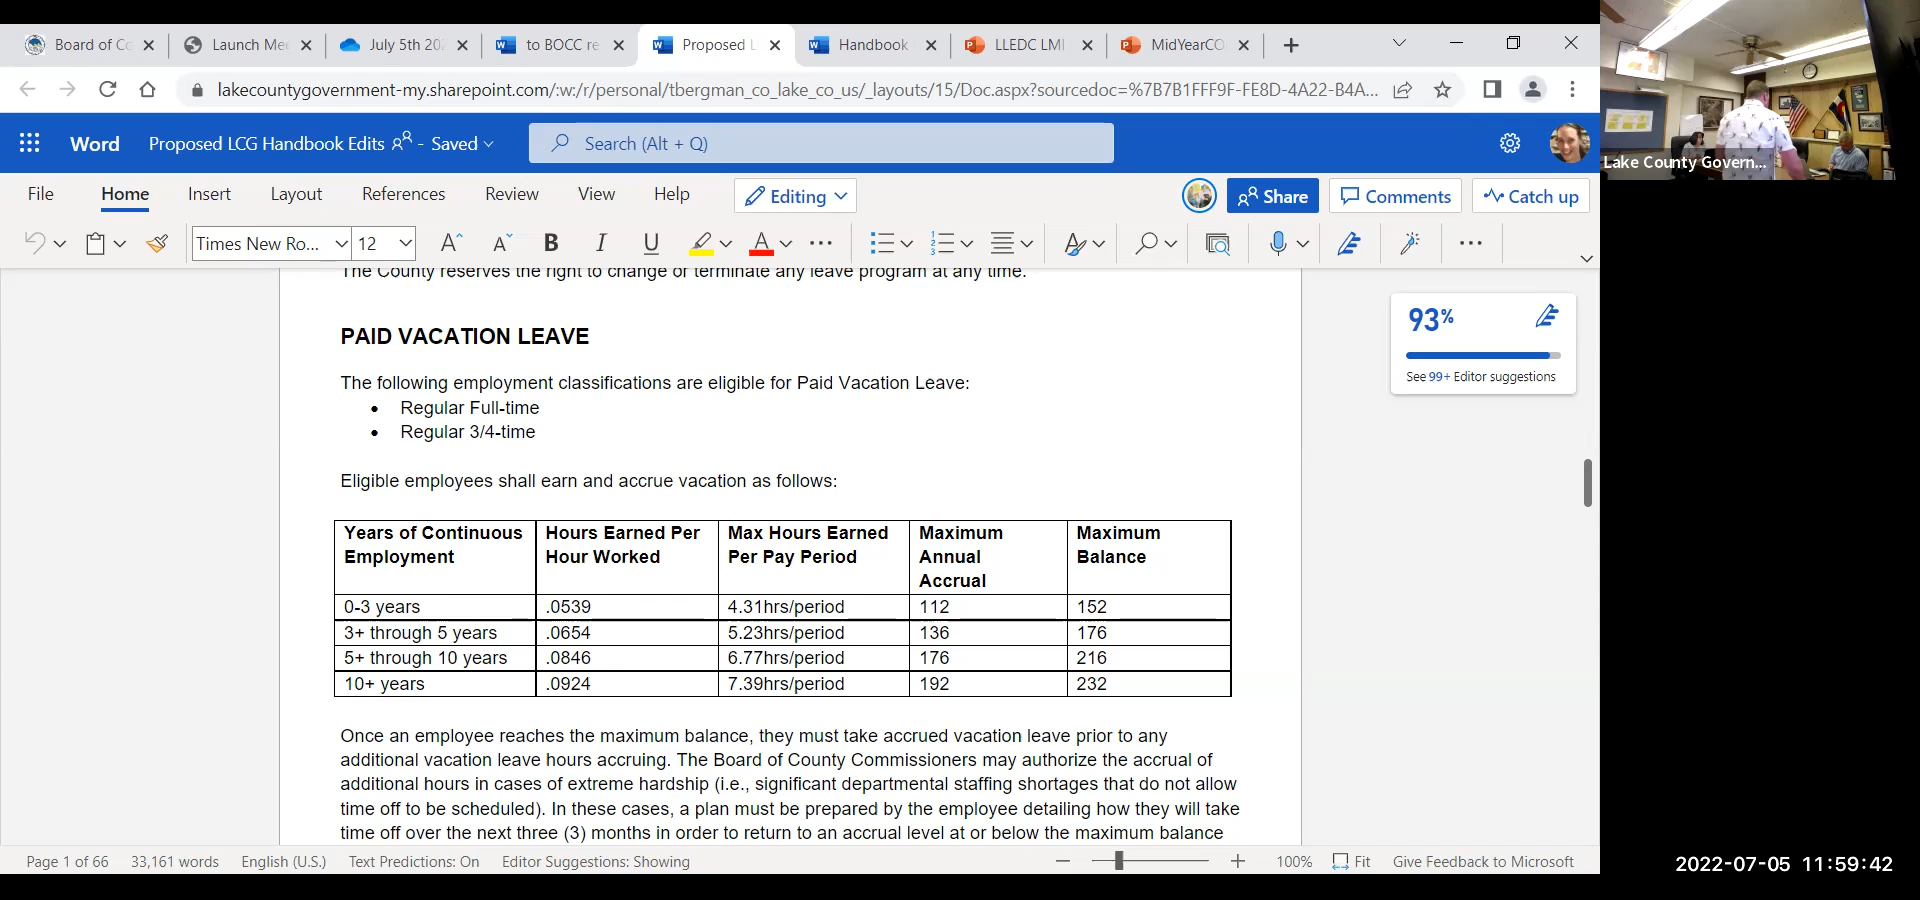 Board of Co
Launch Me
July 5th 202
to BOCC re
Proposed L
Handbook
LLEDC LMI
MidYearCO
lakecountygovernment-my.sharepoint.com/:w:/r/personal/tbergman_co_lake_co_us/_layouts/15/Doc.aspx?sourcedoc=%7B7B1FFF9F-FE8D-4A22-B4A...
Word
Proposed LCG Handbook Edits - Saved
Search (Alt + Q)
File Home Insert Layout References Review View Help
Editing
Share
Comments
Catch up
Times New Ro... 12
The County reserves the right to change or terminate any leave program at any time.
PAID VACATION LEAVE
The following employment classifications are eligible for Paid Vacation Leave:
• Regular Full-time
• Regular 3/4-time
Eligible employees shall earn and accrue vacation as follows:
Years of Continuous Employment Hours Earned Per Hour Worked Max Hours Earned Per Pay Period Maximum Annual Accrual Maximum Balance
0-3 years .0539 4.31hrs/period 112 152
3+ through 5 years .0654 5.23hrs/period 136 176
5+ through 10 years .0846 6.77hrs/period 176 216
10+ years .0924 7.39hrs/period 192 232
Once an employee reaches the maximum balance, they must take accrued vacation leave prior to any
additional vacation leave hours accruing. The Board of County Commissioners may authorize the accrual of
additional hours in cases of extreme hardship (i.e., significant departmental staffing shortages that do not allow
time off to be scheduled). In these cases, a plan must be prepared by the employee detailing how they will take
time off over the next three (3) months in order to return to an accrual level at or below the maximum balance
93%
See 99+ Editor suggestions
Page 1 of 66 33,161 words English (U.S.) Text Predictions: On Editor Suggestions: Showing
100% Fit Give Feedback to Microsoft
Lake County Govern...
2022-07-05 11:59:42